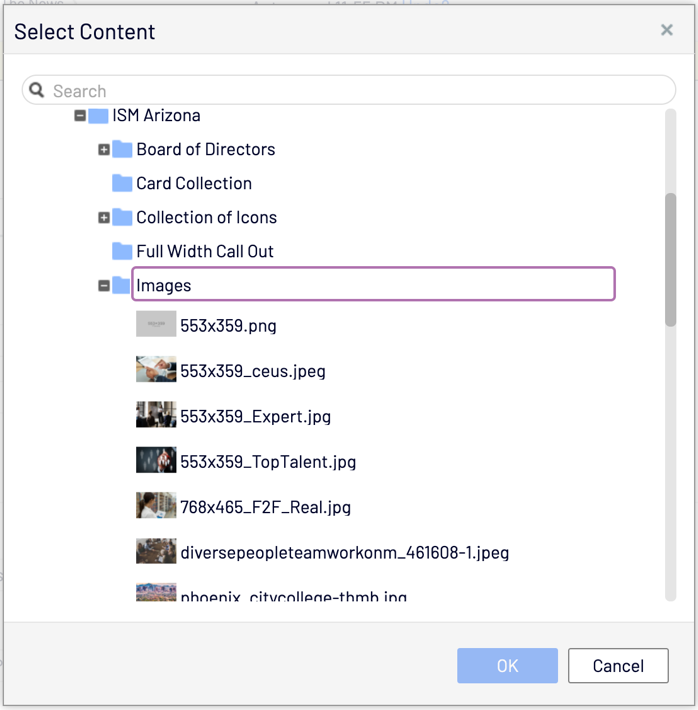 Select Content
Search
ISM Arizona
Board of Directors
Card Collection
Collection of Icons
Full Width Call Out
Images
553x359.png
553x359_ceus.jpeg
553x359_Expert.jpg
553x359_TopTalent.jpg
768x465_F2F_Real.jpg
diversepeopleteamworkonm_461608-1.jpeg
phoenix_citycollege-thmb.jpg
OK
Cancel